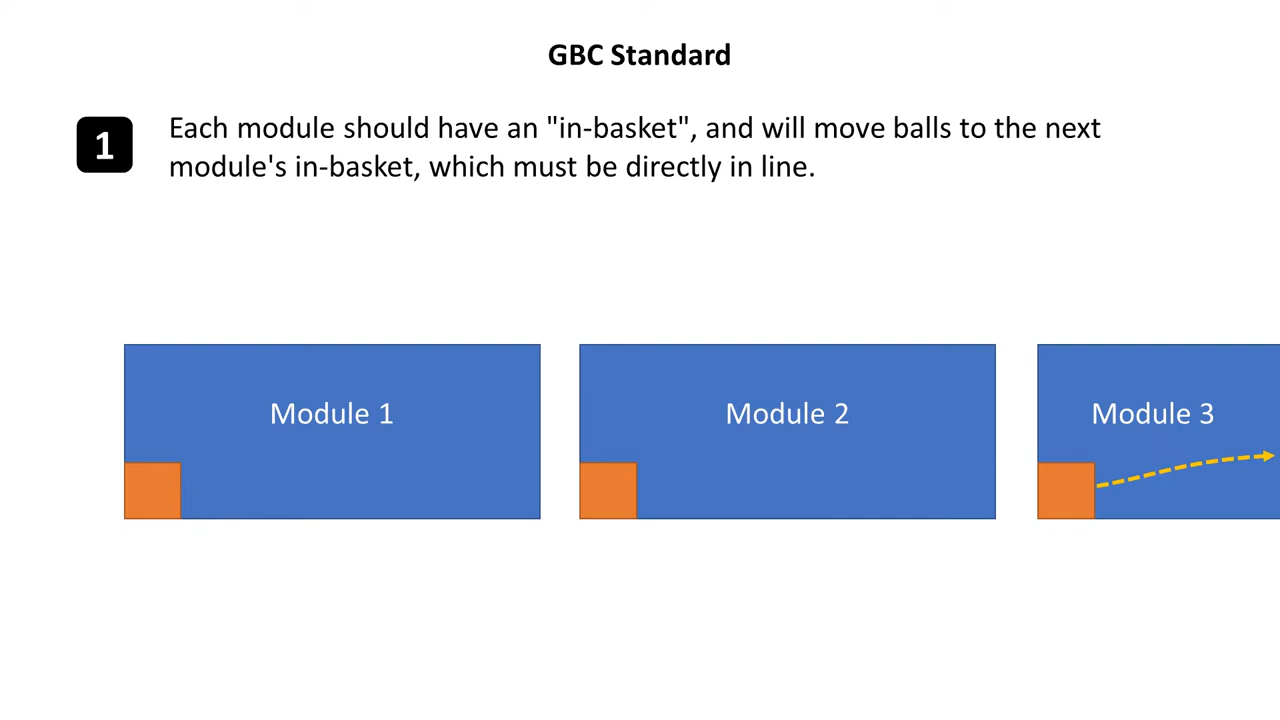 GBC Standard
1
Each module should have an "in-basket", and will move balls to the next
module's in-basket, which must be directly in line.
Module 1
Module 2
Module 3